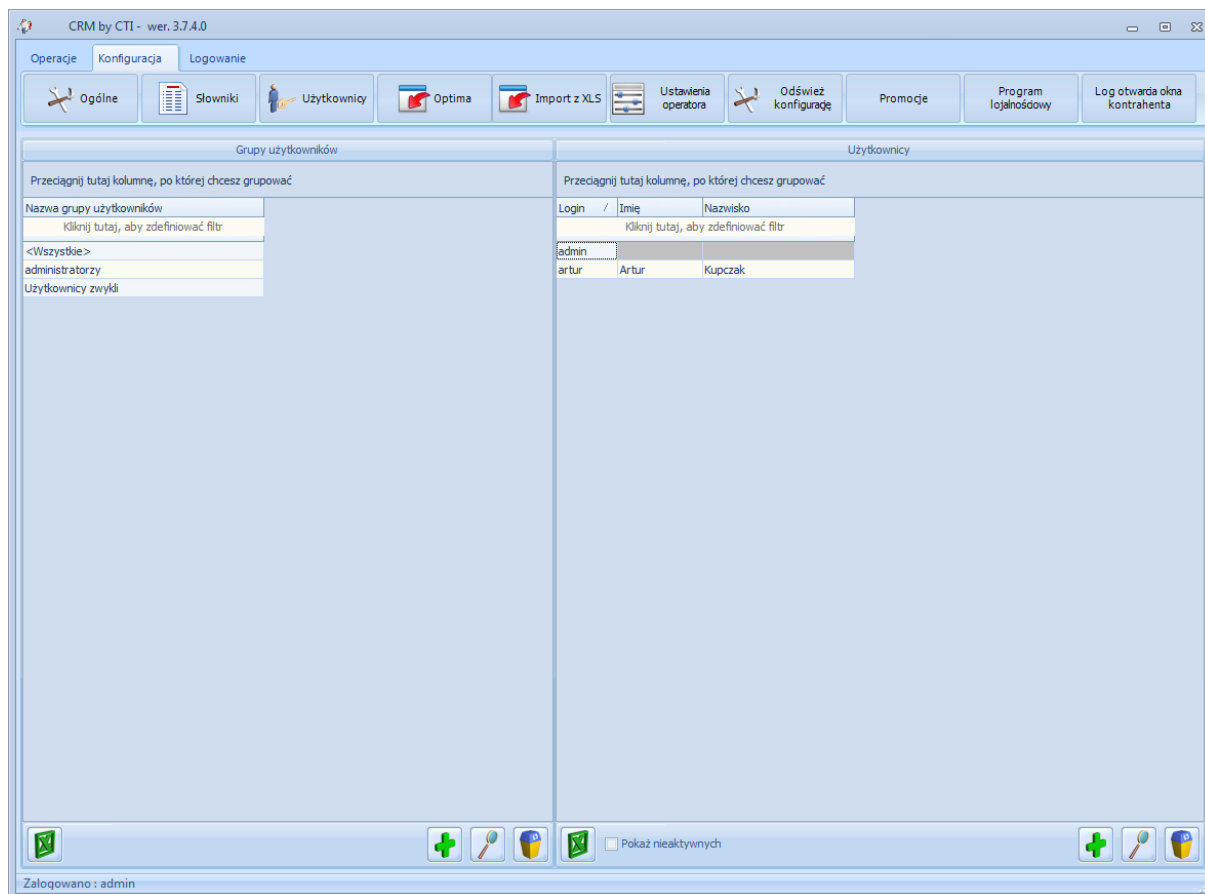 CRM by CTI - wer. 3.7.4.0
Operacje Konfiguracja Logowanie
Ogólne Słowniki Użytkownicy Optima Import z XLS Ustawienia operatora Odśwież konfigurację Promocje Program lojalnościowy Log otwarcia okna kontrahenta
Grupy użytkowników Użytkownicy
Przeciągnij tutaj kolumnę, po której chcesz grupować Przeciągnij tutaj kolumnę, po której chcesz grupować
Nazwa grupy użytkowników Login / Imię Nazwisko
Kliknij tutaj, aby zdefiniować filtr Kliknij tutaj, aby zdefiniować filtr
<Wszystkie> admin
administratorzy artur Artur Kupczak
Użytkownicy zwykli
Pokaż nieaktywnych
Zalogowano : admin